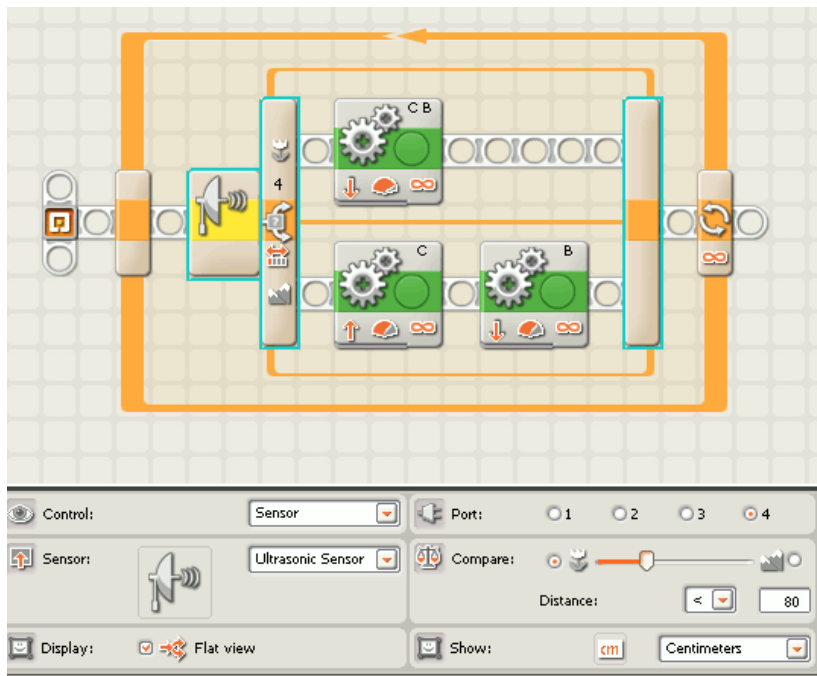 C B
4
C
B
Control:
Sensor
Port:
1
2
3
4
Sensor:
Ultrasonic Sensor
Compare:
Distance:
<
80
Display:
Flat view
Show:
cm
Centimeters